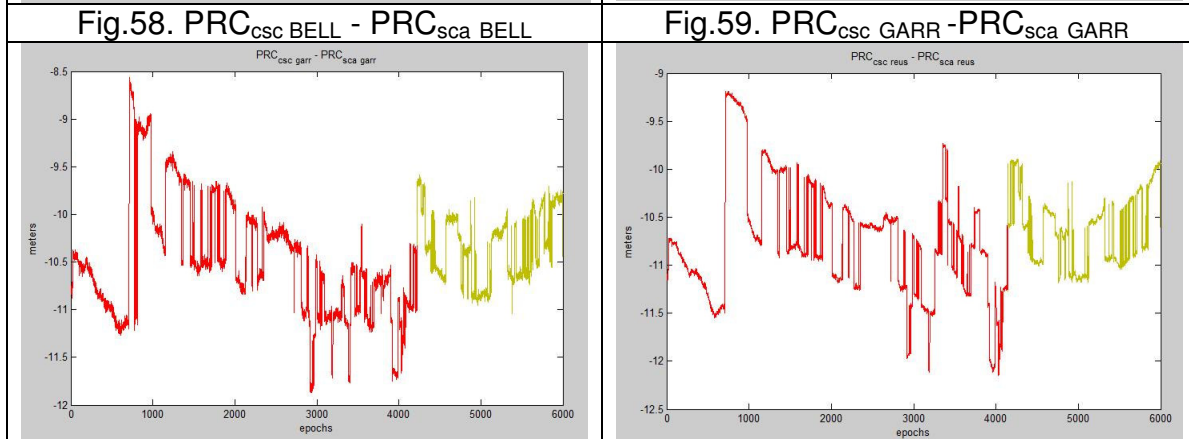 Fig.58. PRCcsc BELL - PRCsca BELL
Fig.59. PRCcsc GARR -PRCsca GARR
PRCcsc garr - PRCsca garr
-8.5
-9
-9.5
-10
-10.5
-11
-11.5
-12
meters
0 1000 2000 3000 4000 5000 6000
epochs
PRCcsc reus - PRCsca reus
-9
-9.5
-10
-10.5
-11
-11.5
-12
-12.5
meters
0 1000 2000 3000 4000 5000 6000
epochs